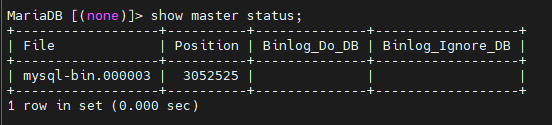 MariaDB [(none)]> show master status;
+------------------+----------+--------------+------------------+
| File             | Position | Binlog_Do_DB | Binlog_Ignore_DB |
+------------------+----------+--------------+------------------+
| mysql-bin.000003 |  3052525 |              |                  |
+------------------+----------+--------------+------------------+
1 row in set (0.000 sec)